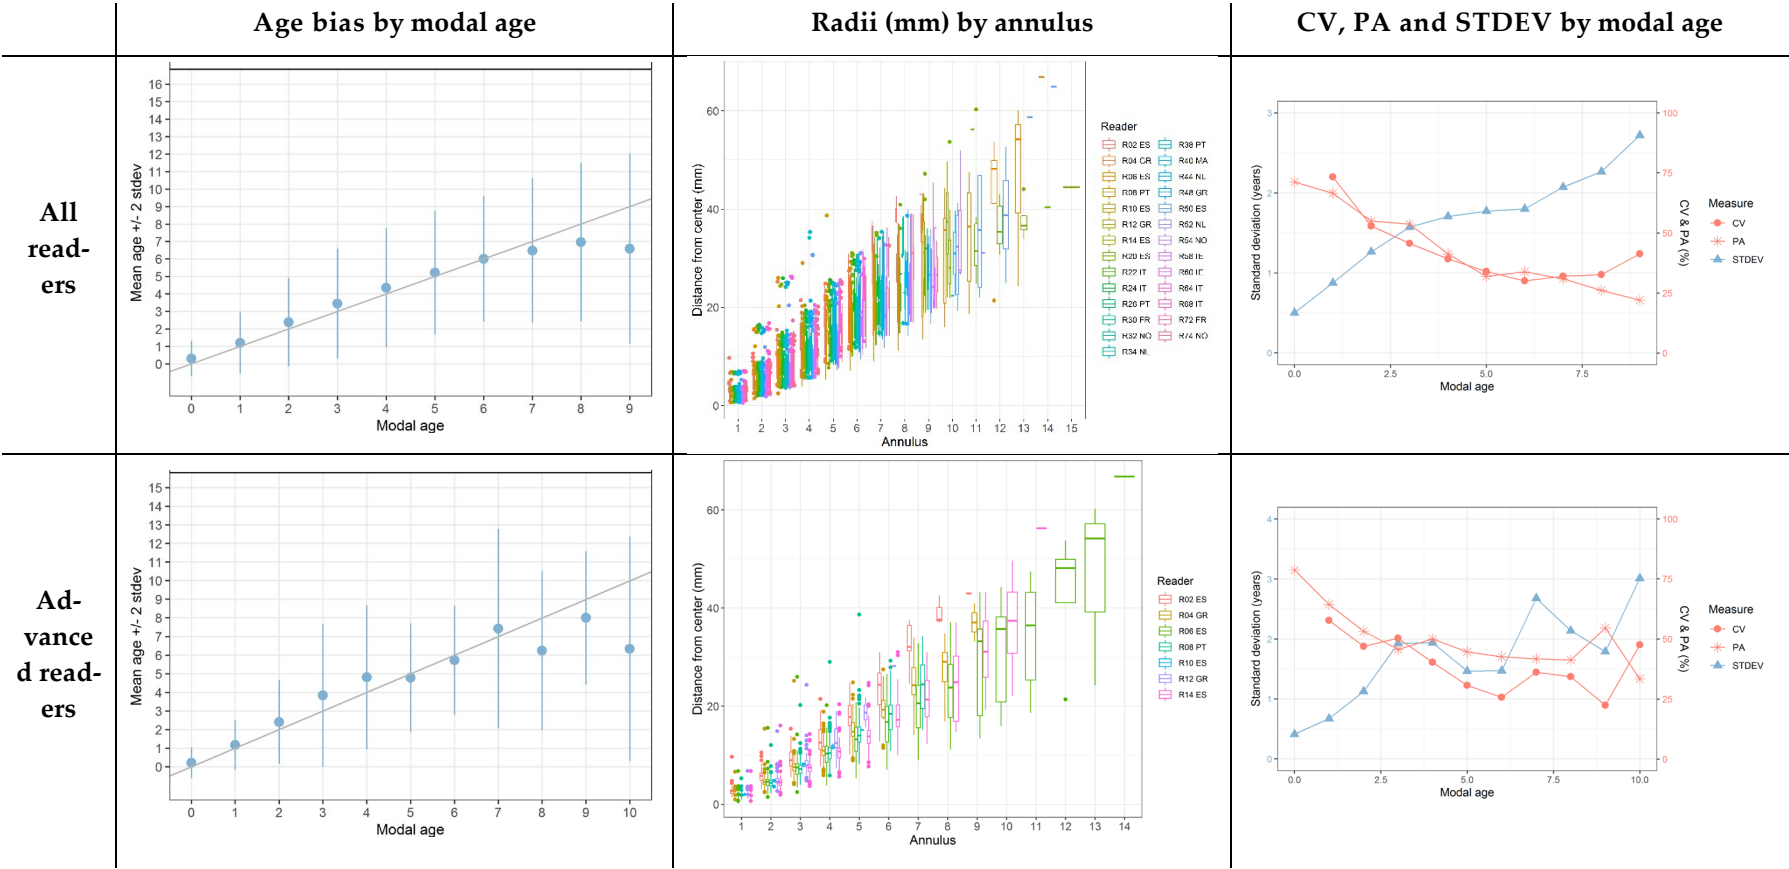 Age bias by modal age
Radii (mm) by annulus
CV, PA and STDEV by modal age
All
read-
ers
Mean age +/- 2 stdev
16
15
14
13
12
11
10
9
8
7
6
5
4
3
2
1
0
0 1 2 3 4 5 6 7 8 9
Modal age
Distance from center (mm)
60
40
20
0
1 2 3 4 5 6 7 8 9 10 11 12 13 14 15
Annulus
Reader
R02 ES R38 PT
R04 GR R40 MA
R06 ES R44 NL
R08 PT R48 GR
R10 ES R50 ES
R12 GR R52 NL
R14 ES R54 NO
R20 ES R58 IE
R22 IT R60 IE
R24 IT R64 IT
R26 PT R68 IT
R30 FR R72 FR
R32 NO R74 NO
R34 NL
Standard deviation (years)
3
2
1
0
0.0 2.5 5.0 7.5
Modal age
100
75
50
25
0
CV & PA (%)
Measure
CV
PA
STDEV
Ad-
vance
d read-
ers
Mean age +/- 2 stdev
15
14
13
12
11
10
9
8
7
6
5
4
3
2
1
0
0 1 2 3 4 5 6 7 8 9 10
Modal age
Distance from center (mm)
60
40
20
0
1 2 3 4 5 6 7 8 9 10 11 12 13 14
Annulus
Reader
R02 ES
R04 GR
R06 ES
R08 PT
R10 ES
R12 GR
R14 ES
Standard deviation (years)
4
3
2
1
0
0.0 2.5 5.0 7.5 10.0
Modal age
100
75
50
25
0
CV & PA (%)
Measure
CV
PA
STDEV